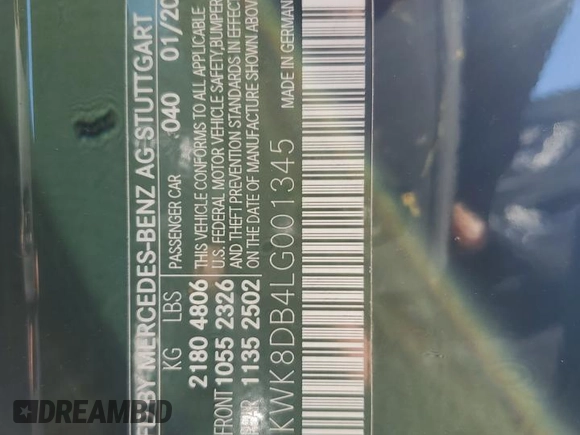 BY MERCEDES-BENZ AG STUTTGART
KG LBS PASSENGER CAR 040 01/20
2180 4806
FRONT 1055 2326
1135 2502
THIS VEHICLE CONFORMS TO ALL APPLICABLE
U.S. FEDERAL MOTOR VEHICLE SAFETY, BUMPER
AND THEFT PREVENTION STANDARDS IN EFFECT
ON THE DATE OF MANUFACTURE SHOWN ABOVE
KWK8DB4LG001345 MADE IN GERMAN
DREAMBID